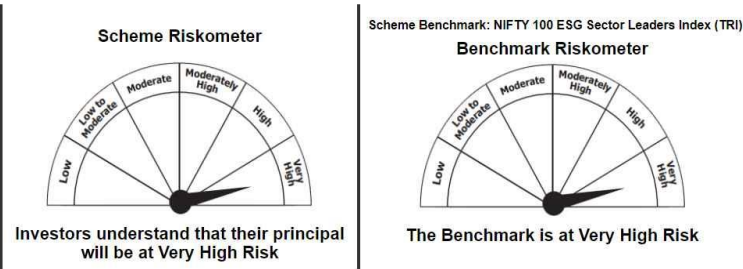 Scheme Riskometer
Low
Low to
Moderate
Moderate
Moderately
High
High
Very
High
Investors understand that their principal
will be at Very High Risk
Scheme Benchmark: NIFTY 100 ESG Sector Leaders Index (TRI)
Benchmark Riskometer
Low
Low to
Moderate
Moderate
Moderately
High
High
Very
High
The Benchmark is at Very High Risk